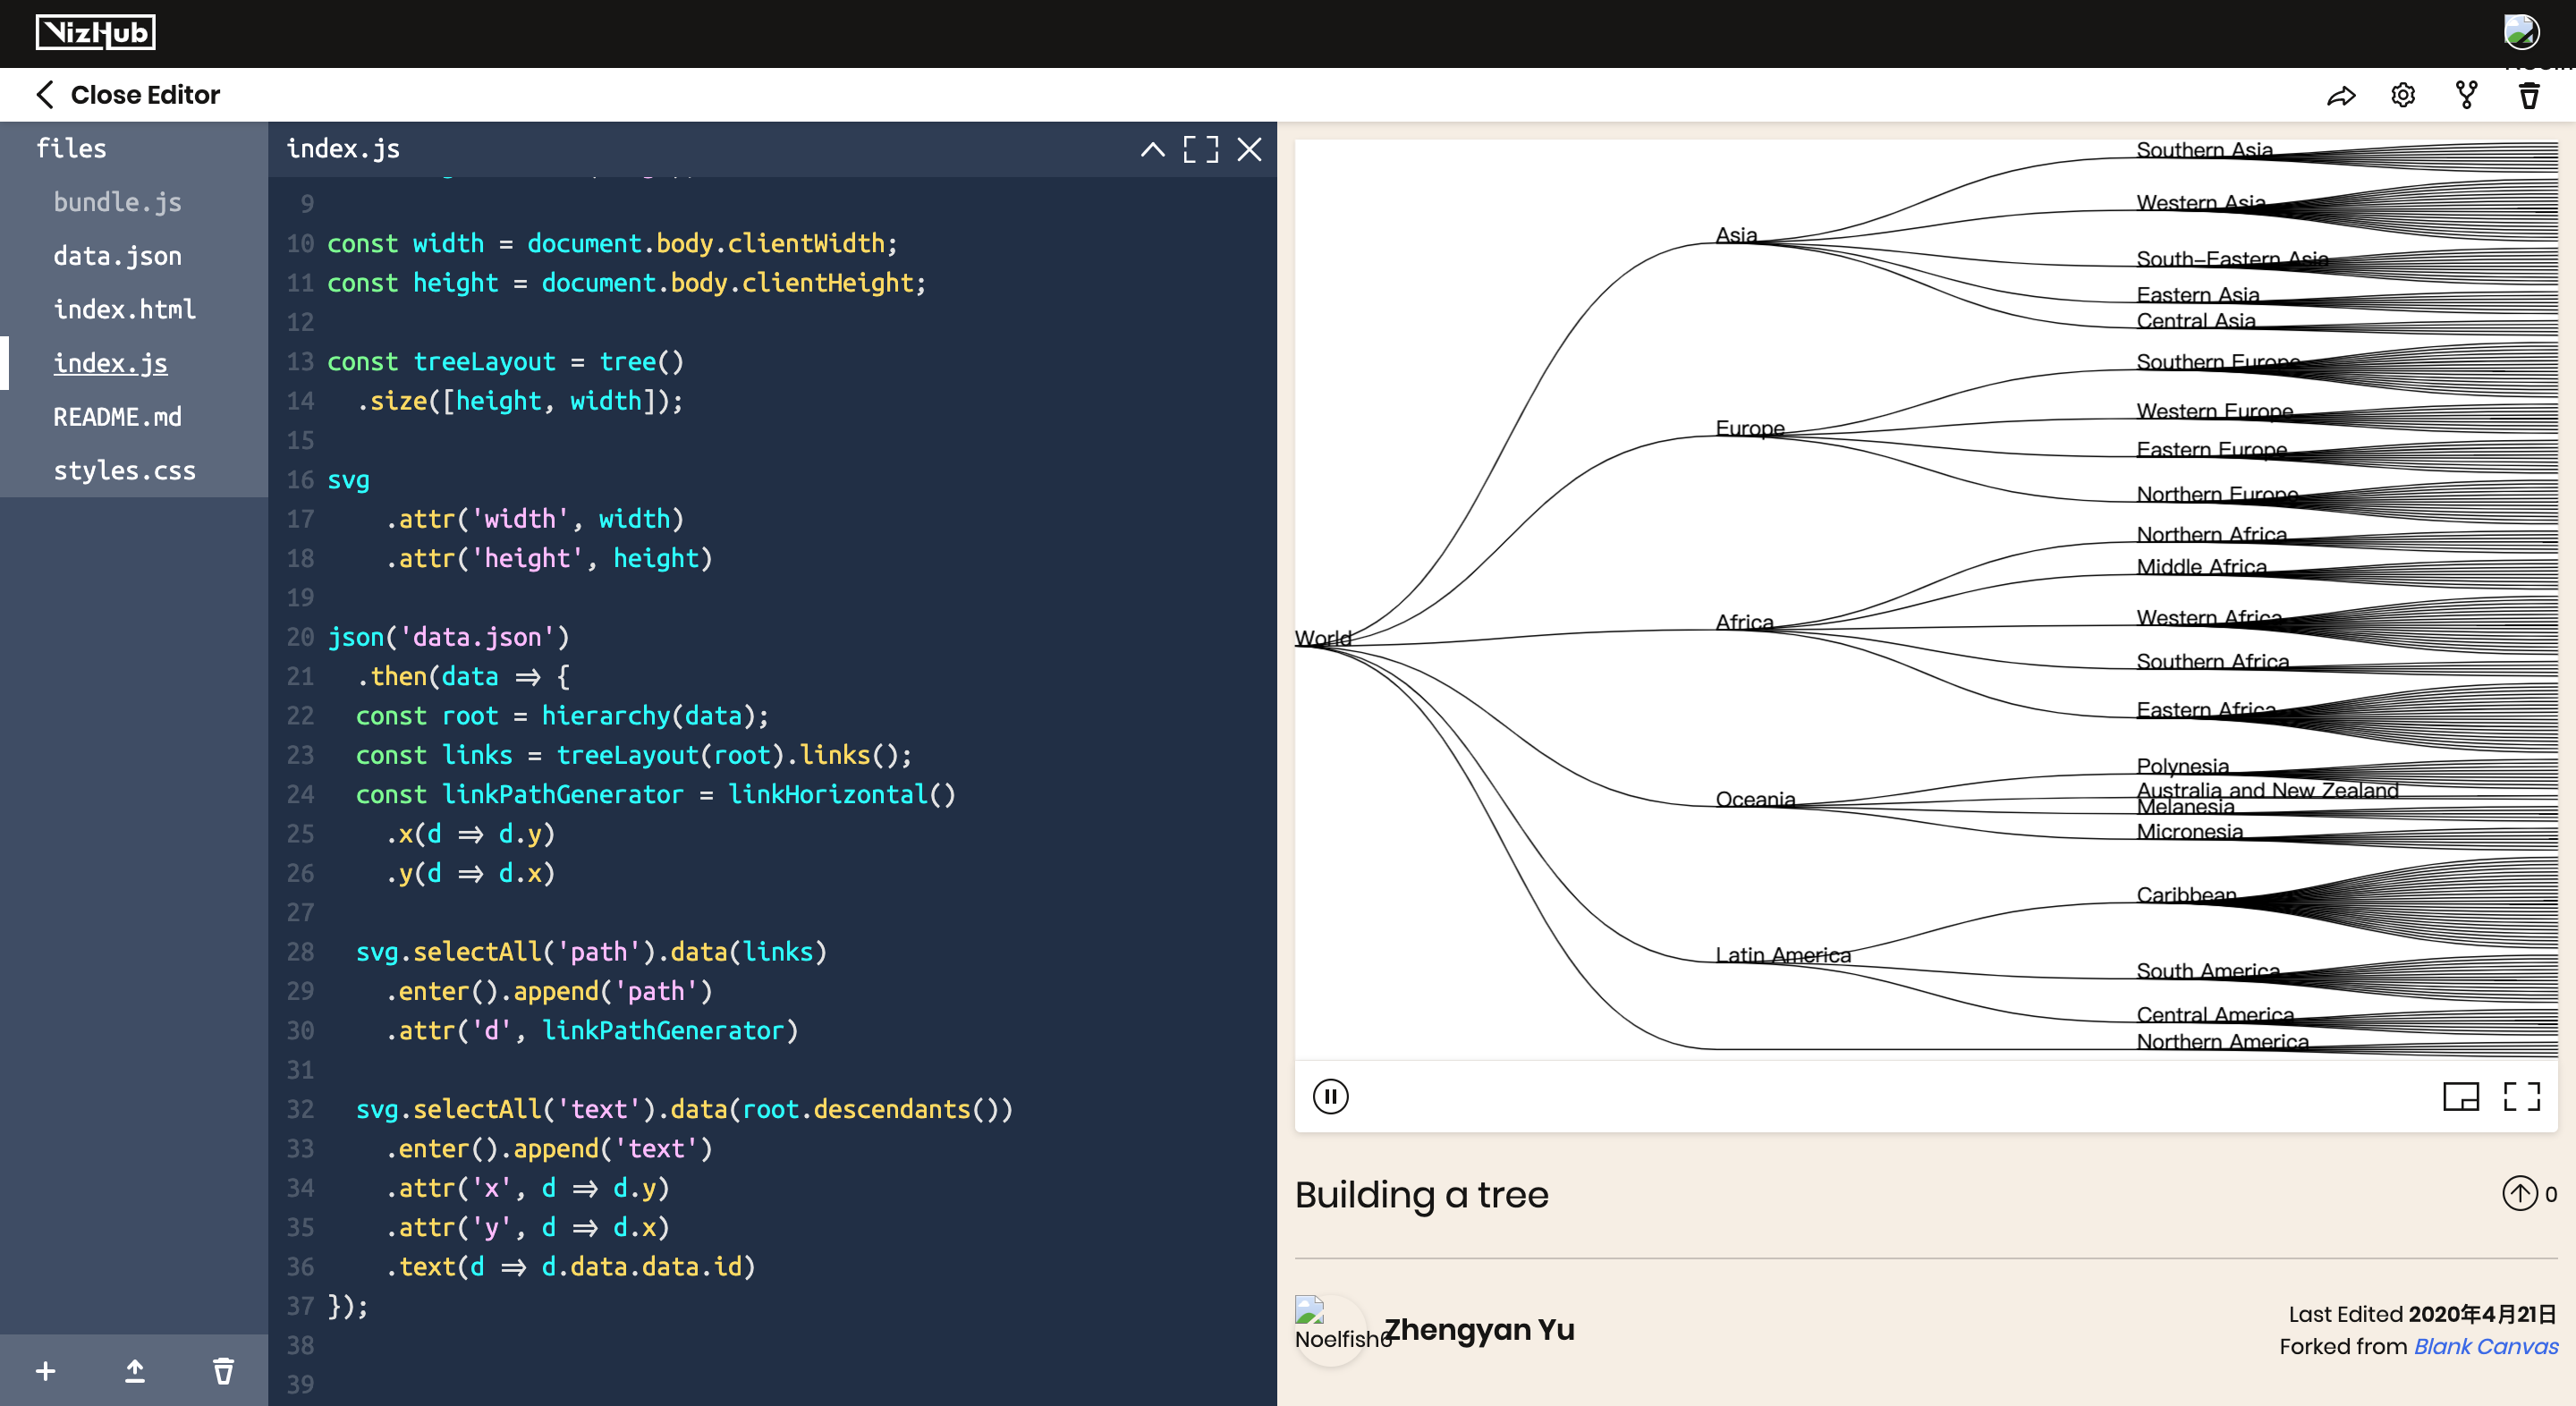 VizHub
Close Editor
files
bundle.js
data.json
index.html
index.js
README.md
styles.css
index.js
9
10 const width = document.body.clientWidth;
11 const height = document.body.clientHeight;
12
13 const treeLayout = tree()
14 .size([height, width]);
15
16 svg
17 .attr('width', width)
18 .attr('height', height)
19
20 json('data.json')
21 .then(data => {
22 const root = hierarchy(data);
23 const links = treeLayout(root).links();
24 const linkPathGenerator = linkHorizontal()
25 .x(d => d.y)
26 .y(d => d.x)
27
28 svg.selectAll('path').data(links)
29 .enter().append('path')
30 .attr('d', linkPathGenerator)
31
32 svg.selectAll('text').data(root.descendants())
33 .enter().append('text')
34 .attr('x', d => d.y)
35 .attr('y', d => d.x)
36 .text(d => d.data.data.id)
37 });
38
39
World
Asia
Europe
Africa
Oceania
Latin America
Southern Asia
Western Asia
South-Eastern Asia
Eastern Asia
Central Asia
Southern Europe
Western Europe
Eastern Europe
Northern Europe
Northern Africa
Middle Africa
Western Africa
Southern Africa
Eastern Africa
Polynesia
Australia and New Zealand
Melanesia
Micronesia
Caribbean
South America
Central America
Northern America
Building a tree
0
Noelfish6
Zhengyan Yu
Last Edited 2020年4月21日
Forked from Blank Canvas